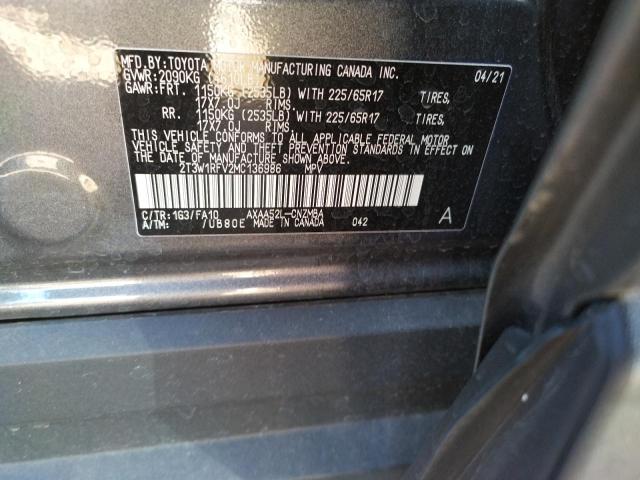 MFD.BY:TOYOTA MOTOR MANUFACTURING CANADA INC. 04/21
GVWR:2090KG (4610LB)
GAWR:FRT. 1150KG (2535LB) WITH 225/65R17 TIRES,
17X7.0J RIMS,
RR. 1150KG (2535LB) WITH 225/65R17 TIRES,
17X7.0J RIMS,
THIS VEHICLE CONFORMS TO ALL APPLICABLE FEDERAL MOTOR
VEHICLE SAFETY AND THEFT PREVENTION STANDARDS IN EFFECT ON
THE DATE OF MANUFACTURE SHOWN ABOVE.
2T3W1RFV2MC136986 MPV
C/TR:1G3/FA10 AXAA52L-CNZMBA
A/TM: /UB80E MADE IN CANADA 042 A